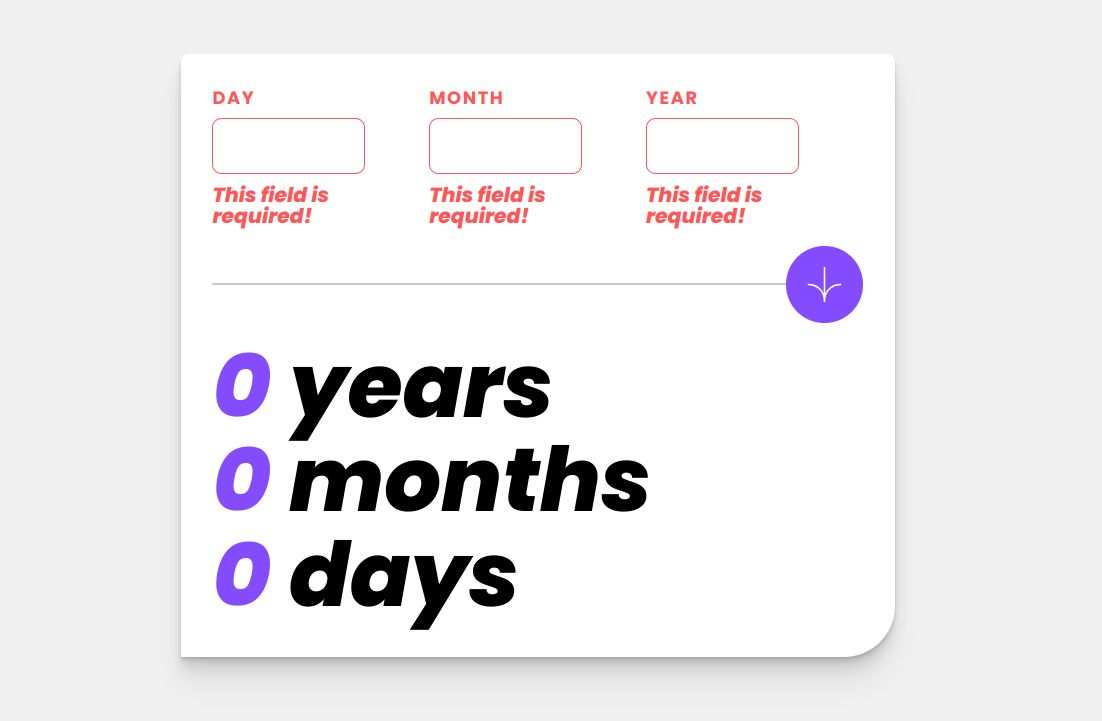 DAY MONTH YEAR
This field is This field is This field is
required! required! required!
0 years
0 months
0 days